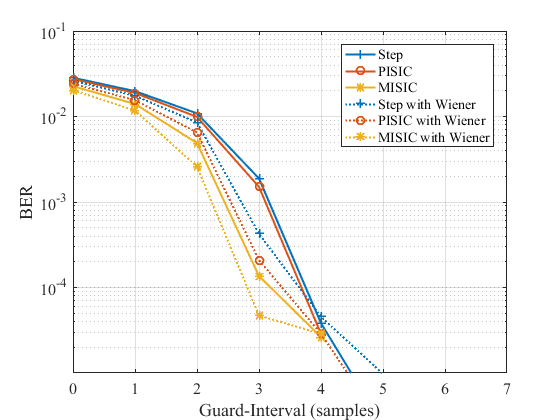 10^-1
10^-2
10^-3
10^-4
BER
Step
PISIC
MISIC
Step with Wiener
PISIC with Wiener
MISIC with Wiener
0 1 2 3 4 5 6 7
Guard-Interval (samples)